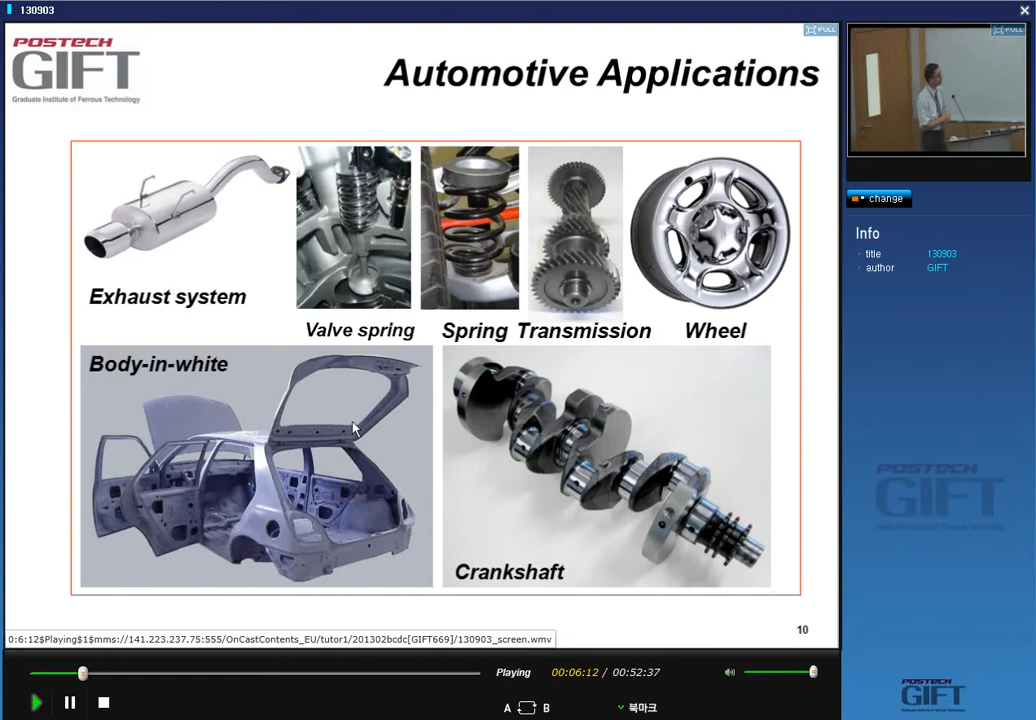 130903
FULL
POSTECH
GIFT
Graduate Institute of Ferrous Technology
Automotive Applications
Exhaust system
Valve spring
Spring
Transmission
Wheel
Body-in-white
Crankshaft
10
0:6:12$Playing$1$mms://141.223.237.75:555/OnCastContents_EU/tutor1/201302bcdc[GIFT669]/130903_screen.wmv
Playing
00:06:12 / 00:52:37
A B
북마크
FULL
change
Info
title 130903
author GIFT
POSTECH
GIFT
POSTECH
GIFT